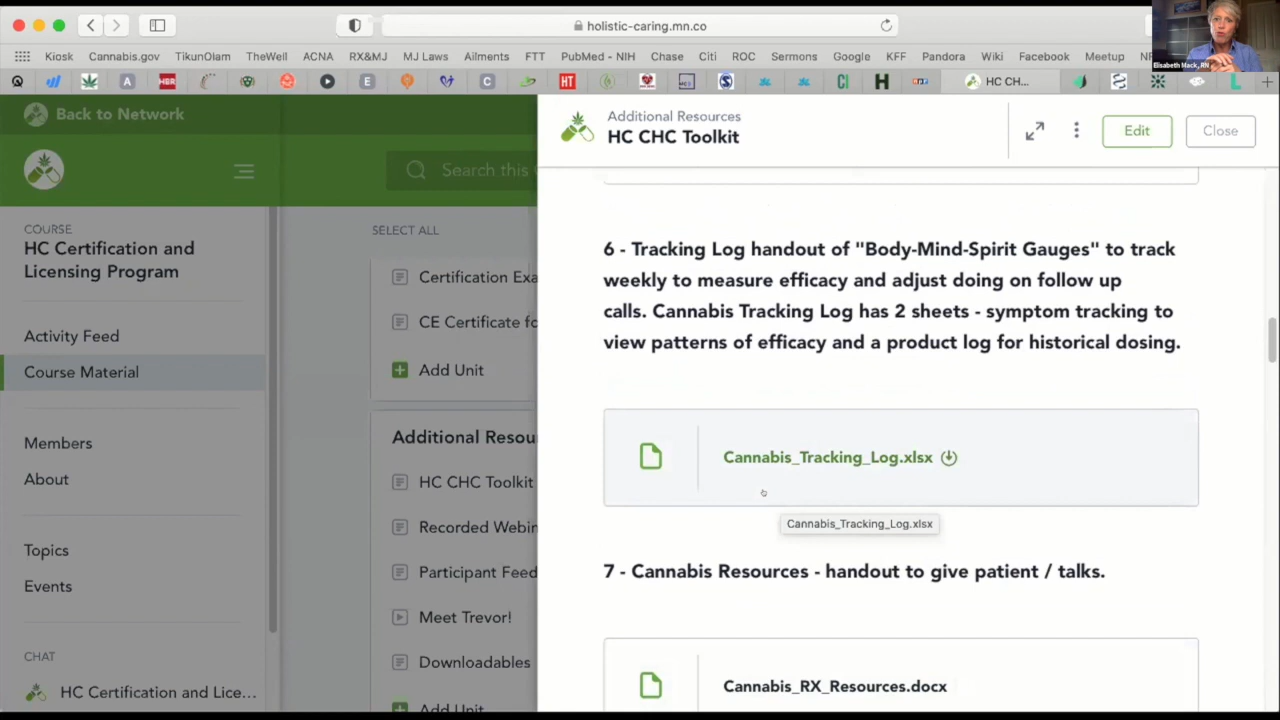 holistic-caring.mn.co
Kiosk Cannabis.gov TikunOlam TheWeil ACNA RX&MJ MJ Laws Investments FTT PubMed - NIH Chase Citi ROC Sermons Google KFF Pandora Wiki Facebook Meetup
Elisabeth Mack, RN
HC CH...
Back to Network
Additional Resources
HC CHC Toolkit
Edit
Close
Search this
COURSE
HC Certification and
Licensing Program
Activity Feed
Course Material
Members
About
Topics
Events
CHAT
HC Certification and Lice...
SELECT ALL
Certification Exa
CE Certificate fo
Add Unit
Additional Resou
HC CHC Toolkit
Recorded Webin
Participant Feed
Meet Trevor!
Downloadables
Add Unit
6 - Tracking Log handout of "Body-Mind-Spirit Gauges" to track
weekly to measure efficacy and adjust doing on follow up
calls. Cannabis Tracking Log has 2 sheets - symptom tracking to
view patterns of efficacy and a product log for historical dosing.
Cannabis_Tracking_Log.xlsx
Cannabis_Tracking_Log.xlsx
7 - Cannabis Resources - handout to give patient / talks.
Cannabis_RX_Resources.docx